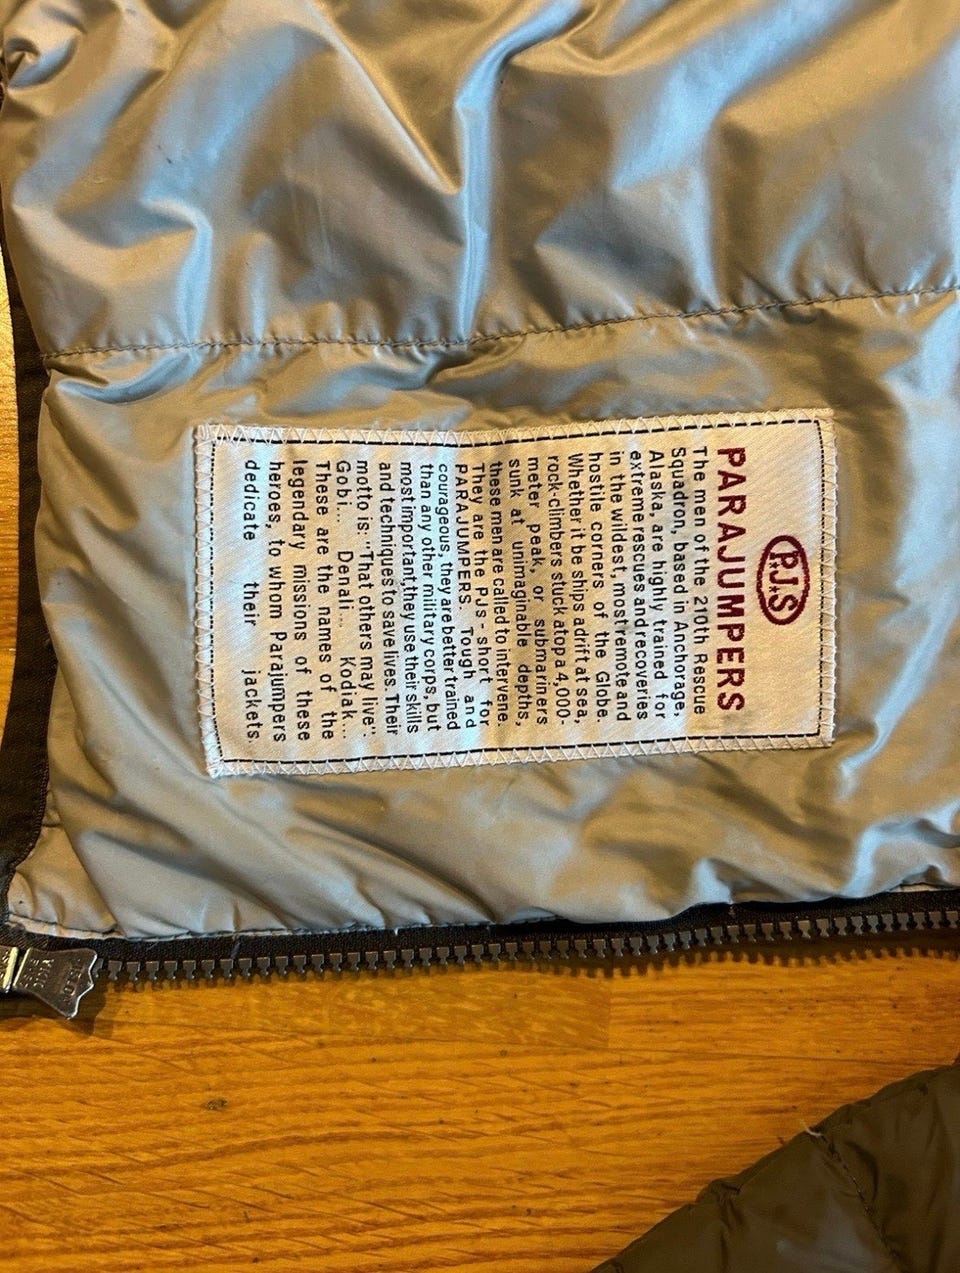 P.J.S
PARAJUMPERS
The men of the 210th Rescue
Squadron, based in Anchorage,
Alaska, are highly trained for
extreme rescues and recoveries
in the wildest, most remote and
hostile corners of the Globe.
Whether it be ships adrift at sea,
rock-climbers stuck atop a 4,000-
meter peak, or submariners
sunk at unimaginable depths,
these men are called to intervene.
They are the PJs - short for
PARAJUMPERS. Tough and
courageous, they are better trained
than any other military corps, but
most important,they use their skills
and techniques to save lives. Their
motto is: "That others may live".
Gobi... Denali... Kodiak...
These are the names of the
legendary missions of these
heroes, to whom Parajumpers
dedicate their jackets.